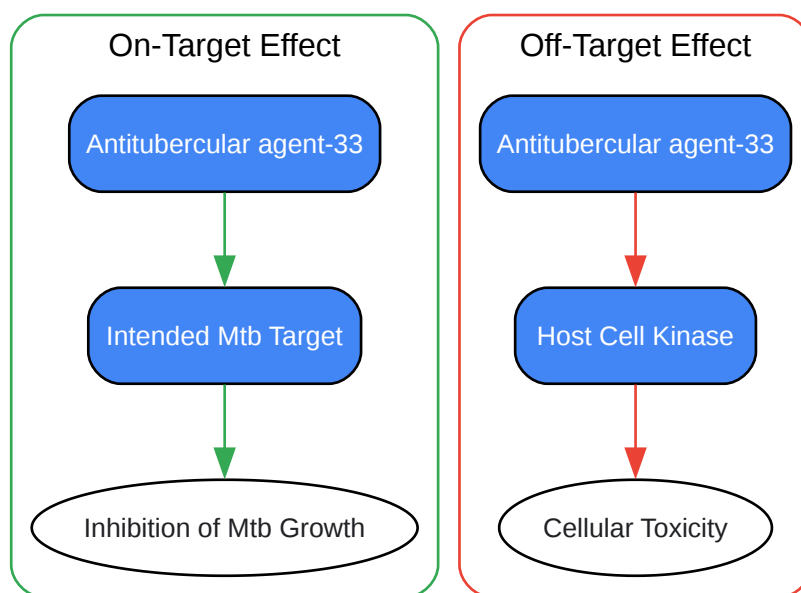 On-Target Effect
Antitubercular agent-33
Intended Mtb Target
Inhibition of Mtb Growth
Off-Target Effect
Antitubercular agent-33
Host Cell Kinase
Cellular Toxicity